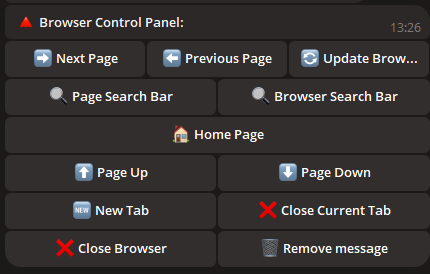 Browser Control Panel:
13:26
Next Page
Previous Page
Update Brow...
Page Search Bar
Browser Search Bar
Home Page
Page Up
Page Down
NEW New Tab
Close Current Tab
Close Browser
Remove message